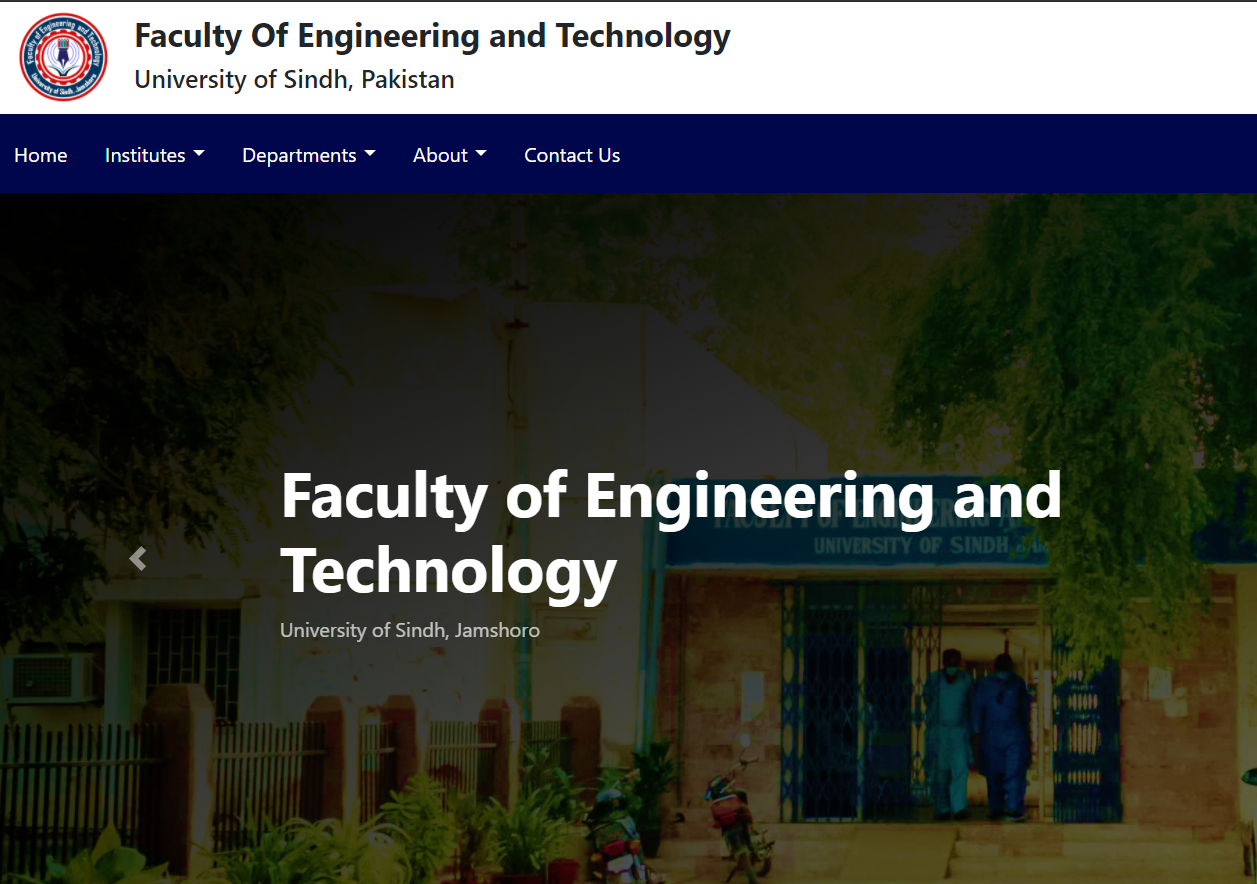 Faculty of Engineering and Technology
University of Sindh, Jamshoro
Faculty Of Engineering and Technology
University of Sindh, Pakistan
Home Institutes Departments About Contact Us
Faculty of Engineering and
Technology
University of Sindh, Jamshoro
FACULTY OF ENGINEERING
UNIVERSITY OF SINDH